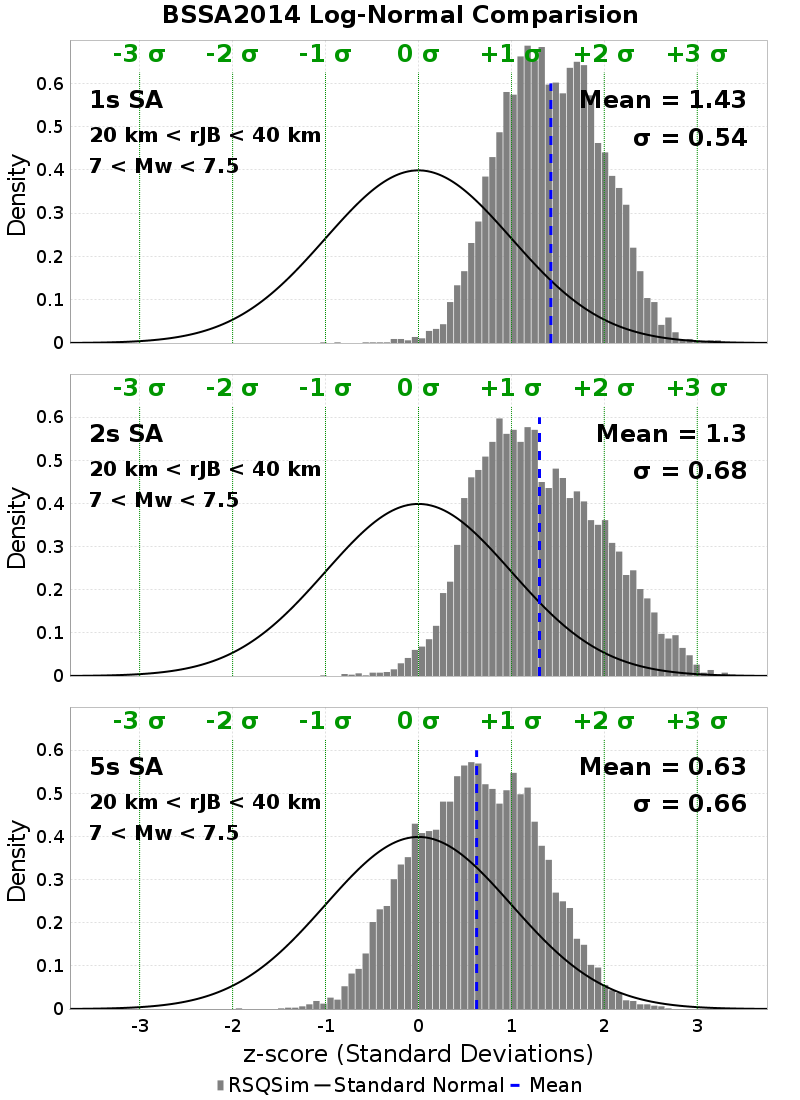 BSSA2014 Log-Normal Comparision
-3 σ -2 σ -1 σ 0 σ +1 σ +2 σ +3 σ
1s SA
20 km < rJB < 40 km
7 < Mw < 7.5
Mean = 1.43
σ = 0.54
0.6
0.5
0.4
0.3
0.2
0.1
0
Density
-3 σ -2 σ -1 σ 0 σ +1 σ +2 σ +3 σ
2s SA
20 km < rJB < 40 km
7 < Mw < 7.5
Mean = 1.3
σ = 0.68
0.6
0.5
0.4
0.3
0.2
0.1
0
Density
-3 σ -2 σ -1 σ 0 σ +1 σ +2 σ +3 σ
5s SA
20 km < rJB < 40 km
7 < Mw < 7.5
Mean = 0.63
σ = 0.66
0.6
0.5
0.4
0.3
0.2
0.1
0
Density
-3 -2 -1 0 1 2 3
z-score (Standard Deviations)
RSQSim Standard Normal Mean